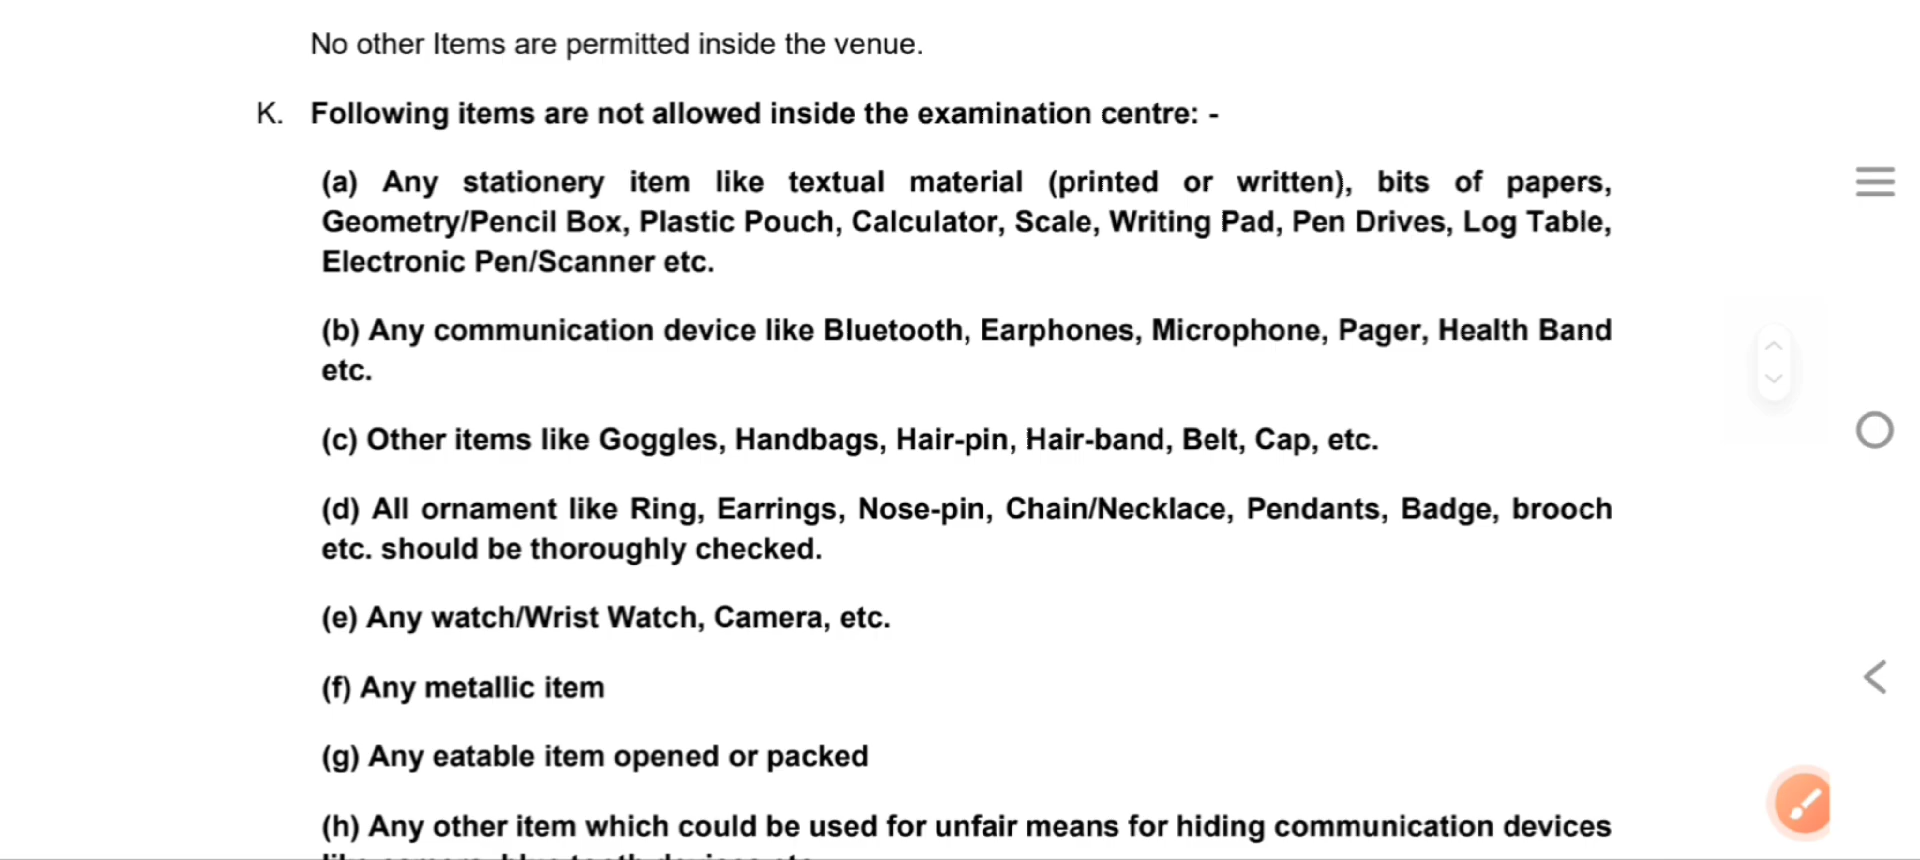 No other Items are permitted inside the venue.
K. Following items are not allowed inside the examination centre: -
(a) Any stationery item like textual material (printed or written), bits of papers,
Geometry/Pencil Box, Plastic Pouch, Calculator, Scale, Writing Pad, Pen Drives, Log Table,
Electronic Pen/Scanner etc.
(b) Any communication device like Bluetooth, Earphones, Microphone, Pager, Health Band
etc.
(c) Other items like Goggles, Handbags, Hair-pin, Hair-band, Belt, Cap, etc.
(d) All ornament like Ring, Earrings, Nose-pin, Chain/Necklace, Pendants, Badge, brooch
etc. should be thoroughly checked.
(e) Any watch/Wrist Watch, Camera, etc.
(f) Any metallic item
(g) Any eatable item opened or packed
(h) Any other item which could be used for unfair means for hiding communication devices